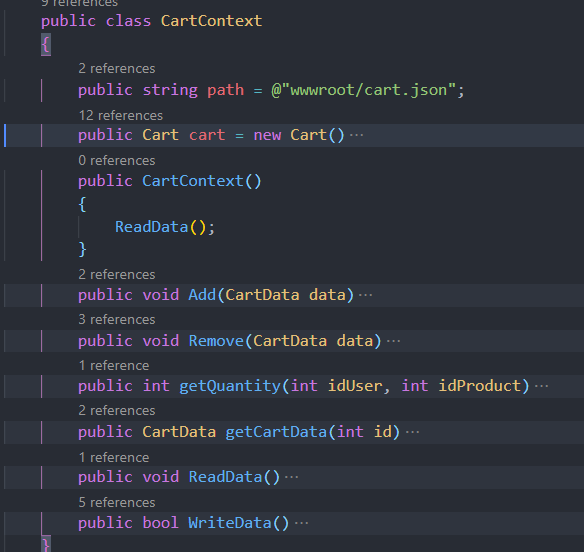 9 references
public class CartContext
{
2 references
public string path = @"wwwroot/cart.json";
12 references
public Cart cart = new Cart()···
0 references
public CartContext()
{
ReadData();
}
2 references
public void Add(CartData data)···
3 references
public void Remove(CartData data)···
1 reference
public int getQuantity(int idUser, int idProduct)···
2 references
public CartData getCartData(int id)···
1 reference
public void ReadData()···
5 references
public bool WriteData()···
}